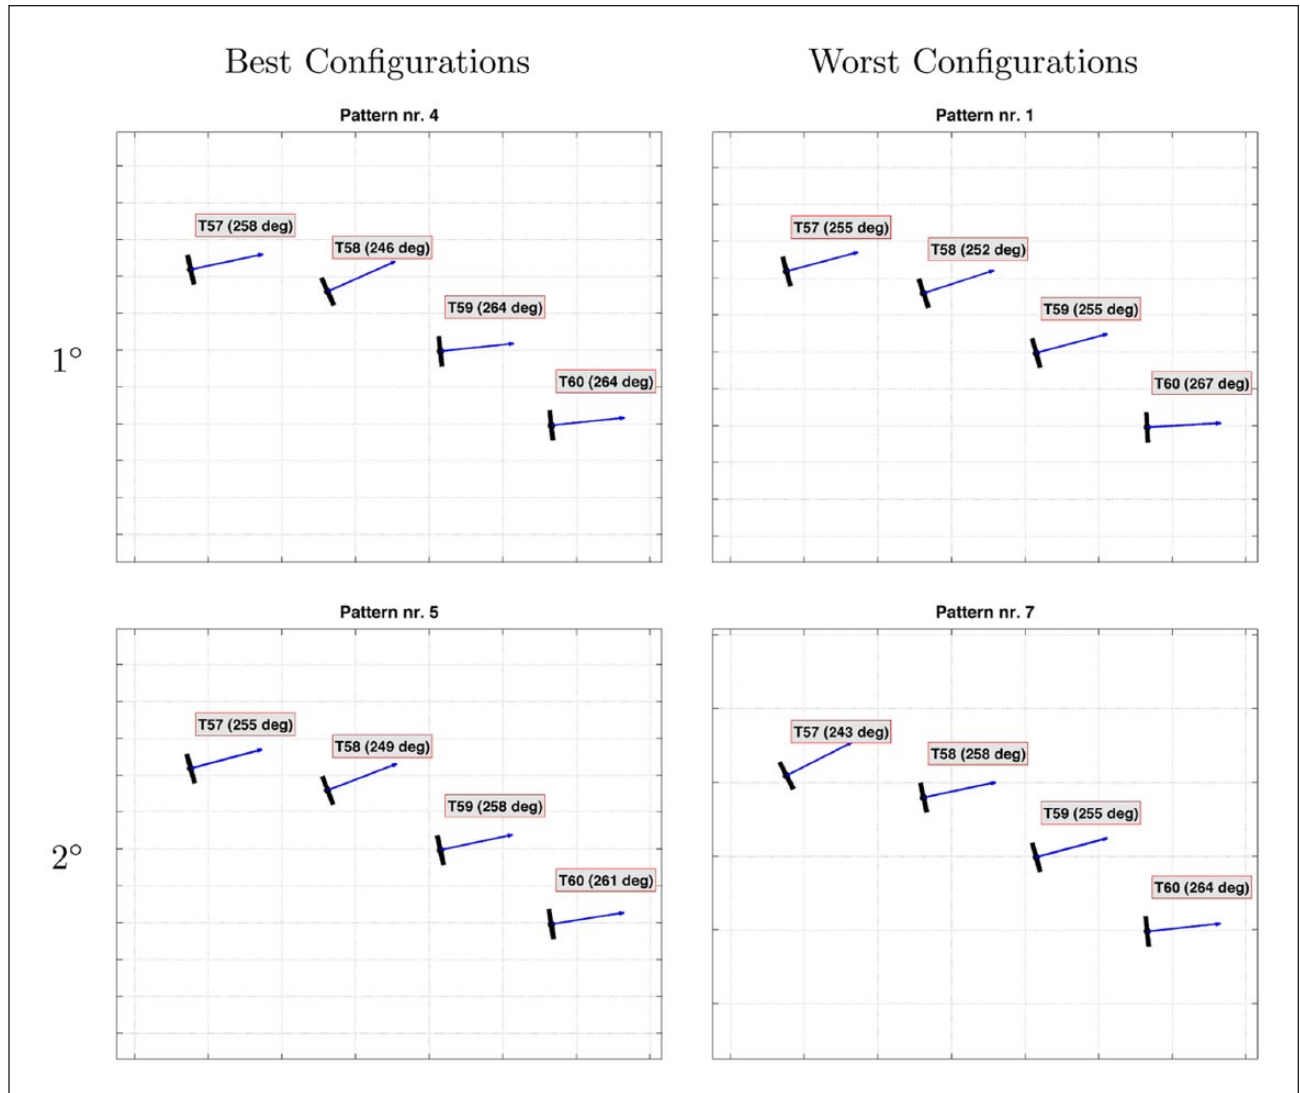 Best Configurations
Worst Configurations
Pattern nr. 4
Pattern nr. 1
T57 (258 deg)
T58 (246 deg)
T59 (264 deg)
T60 (264 deg)
T57 (255 deg)
T58 (252 deg)
T59 (255 deg)
T60 (267 deg)
1°
Pattern nr. 5
Pattern nr. 7
T57 (255 deg)
T58 (249 deg)
T59 (258 deg)
T60 (261 deg)
T57 (243 deg)
T58 (258 deg)
T59 (255 deg)
T60 (264 deg)
2°